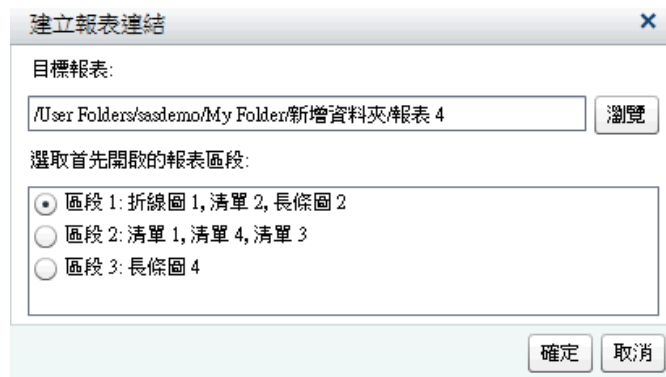 建立報表連結
目標報表:
/User Folders/sasdemo/My Folder/新增資料夾/報表 4
瀏覽
選取首先開啟的報表區段:
區段 1: 折線圖 1, 清單 2, 長條圖 2
區段 2: 清單 1, 清單 4, 清單 3
區段 3: 長條圖 4
確定
取消